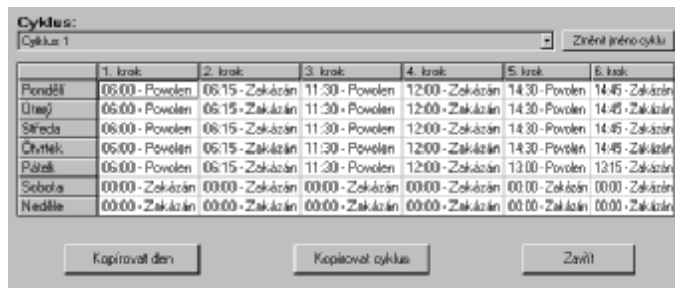 Cyklus:
Cyklus 1 Změnit jméno cyklu
1. krok 2. krok 3. krok 4. krok 5. krok 6. krok
Pondělí 06:00 - Povolen 06:15 - Zakázán 11:30 - Povolen 12:00 - Zakázán 14:30 - Povolen 14:45 - Zakázán
Úterý 06:00 - Povolen 06:15 - Zakázán 11:30 - Povolen 12:00 - Zakázán 14:30 - Povolen 14:45 - Zakázán
Středa 06:00 - Povolen 06:15 - Zakázán 11:30 - Povolen 12:00 - Zakázán 14:30 - Povolen 14:45 - Zakázán
Čtvrtek 06:00 - Povolen 06:15 - Zakázán 11:30 - Povolen 12:00 - Zakázán 14:30 - Povolen 14:45 - Zakázán
Pátek 06:00 - Povolen 06:15 - Zakázán 11:30 - Povolen 12:00 - Zakázán 13:00 - Povolen 13:15 - Zakázán
Sobota 00:00 - Zakázán 00:00 - Zakázán 00:00 - Zakázán 00:00 - Zakázán 00:00 - Zakázán 00:00 - Zakázán
Neděle 00:00 - Zakázán 00:00 - Zakázán 00:00 - Zakázán 00:00 - Zakázán 00:00 - Zakázán 00:00 - Zakázán
Kopírovat den Kopírovat cyklus Zavřít